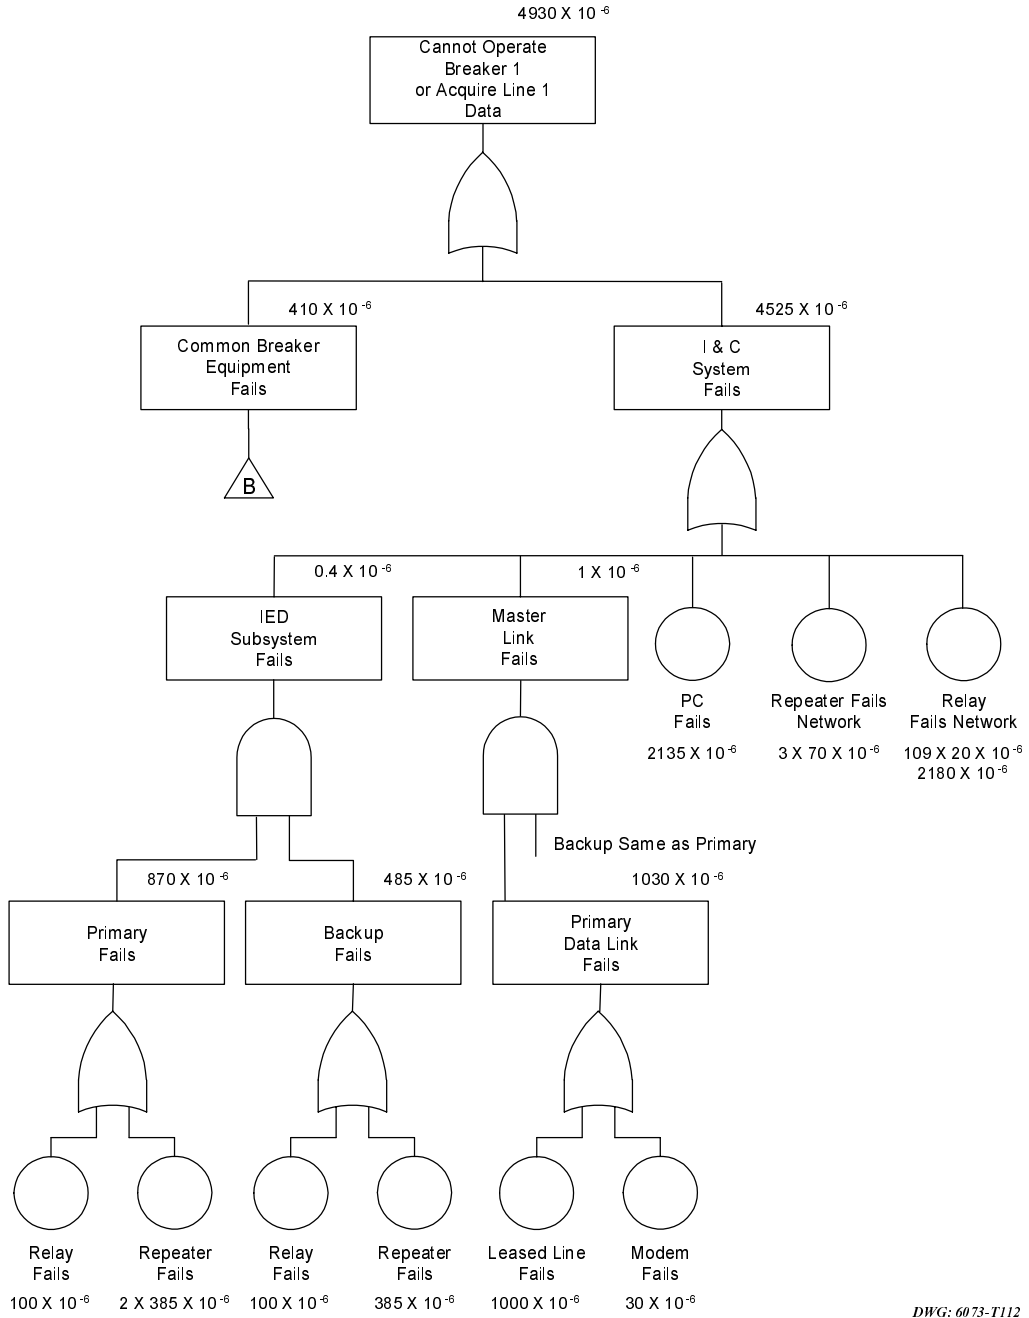 4930 X 10 -6
Cannot Operate
Breaker 1
or Acquire Line 1
Data
410 X 10 -6
4525 X 10 -6
Common Breaker
Equipment
Fails
I & C
System
Fails
B
0.4 X 10 -6
1 X 10 -6
IED
Subsystem
Fails
Master
Link
Fails
PC
Fails
2135 X 10 -6
Repeater Fails
Network
3 X 70 X 10 -6
Relay
Fails Network
109 X 20 X 10 -6
2180 X 10 -6
Backup Same as Primary
870 X 10 -6
485 X 10 -6
1030 X 10 -6
Primary
Fails
Backup
Fails
Primary
Data Link
Fails
Relay
Fails
100 X 10 -6
Repeater
Fails
2 X 385 X 10 -6
Relay
Fails
100 X 10 -6
Repeater
Fails
385 X 10 -6
Leased Line
Fails
1000 X 10 -6
Modem
Fails
30 X 10 -6
DWG: 6073-T112